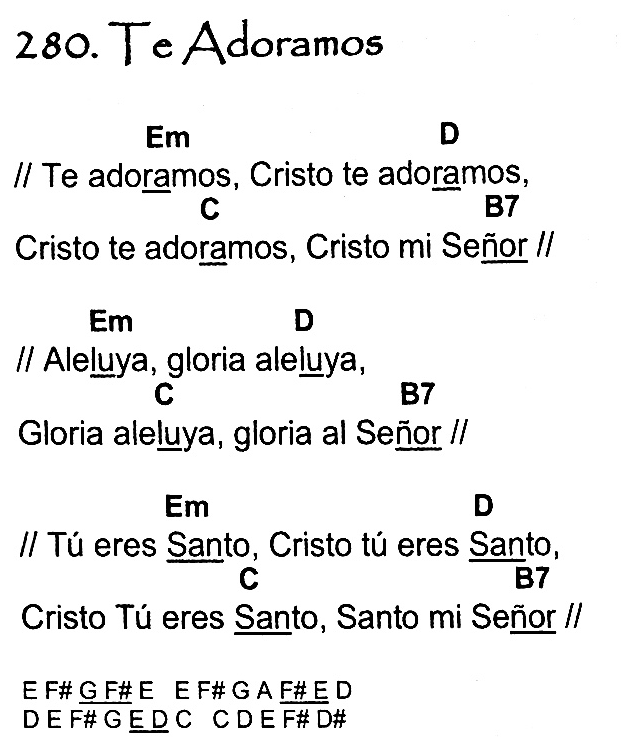 280. Te Adoramos
Em D
// Te adoramos, Cristo te adoramos,
C B7
Cristo te adoramos, Cristo mi Señor //
Em D
// Aleluya, gloria aleluya,
C B7
Gloria aleluya, gloria al Señor //
Em D
// Tú eres Santo, Cristo tú eres Santo,
C B7
Cristo Tú eres Santo, Santo mi Señor //
E F# G F# E E F# G A F# E D
D E F# G E D C C D E F# D#